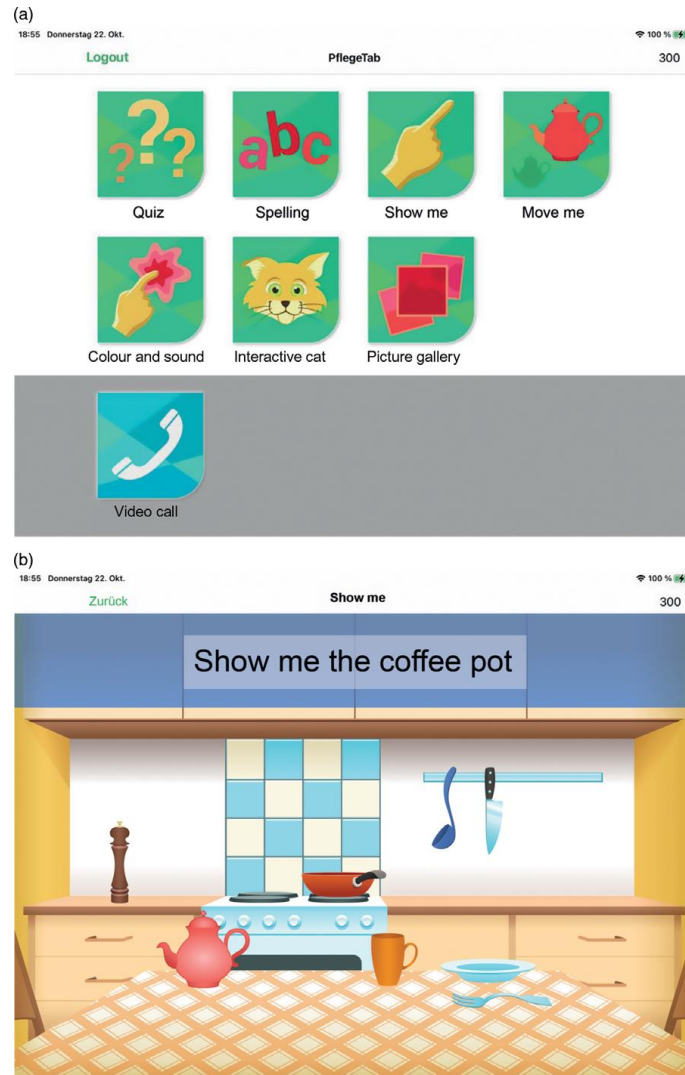 (a)
18:55 Donnerstag 22. Okt. 100 %
Logout PflegeTab 300
Quiz Spelling Show me Move me
Colour and sound Interactive cat Picture gallery
Video call
(b)
18:55 Donnerstag 22. Okt. 100 %
Zurück Show me 300
Show me the coffee pot